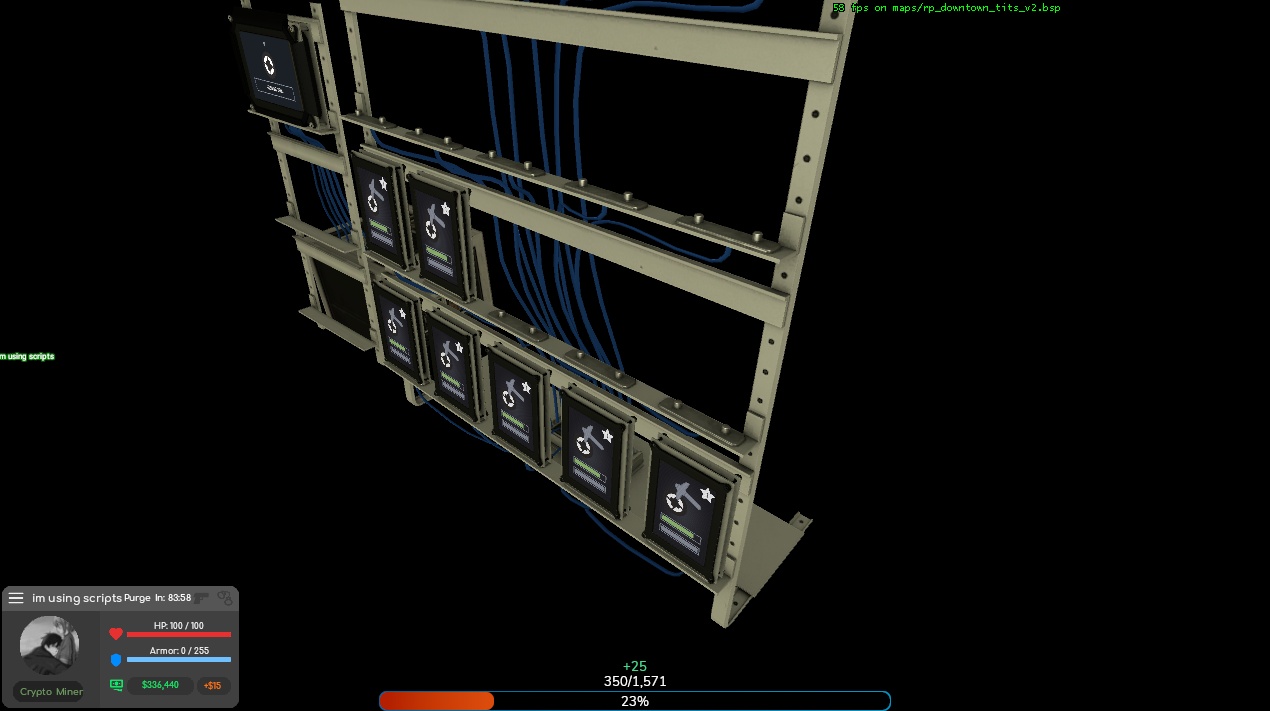 58 fps on maps/rp_downtown_tits_v2.bsp
m using scripts
im using scripts Purge In: 83:58
HP: 100 / 100
Armor: 0 / 255
Crypto Miner
$336,440
+$15
+25
350/1,571
23%